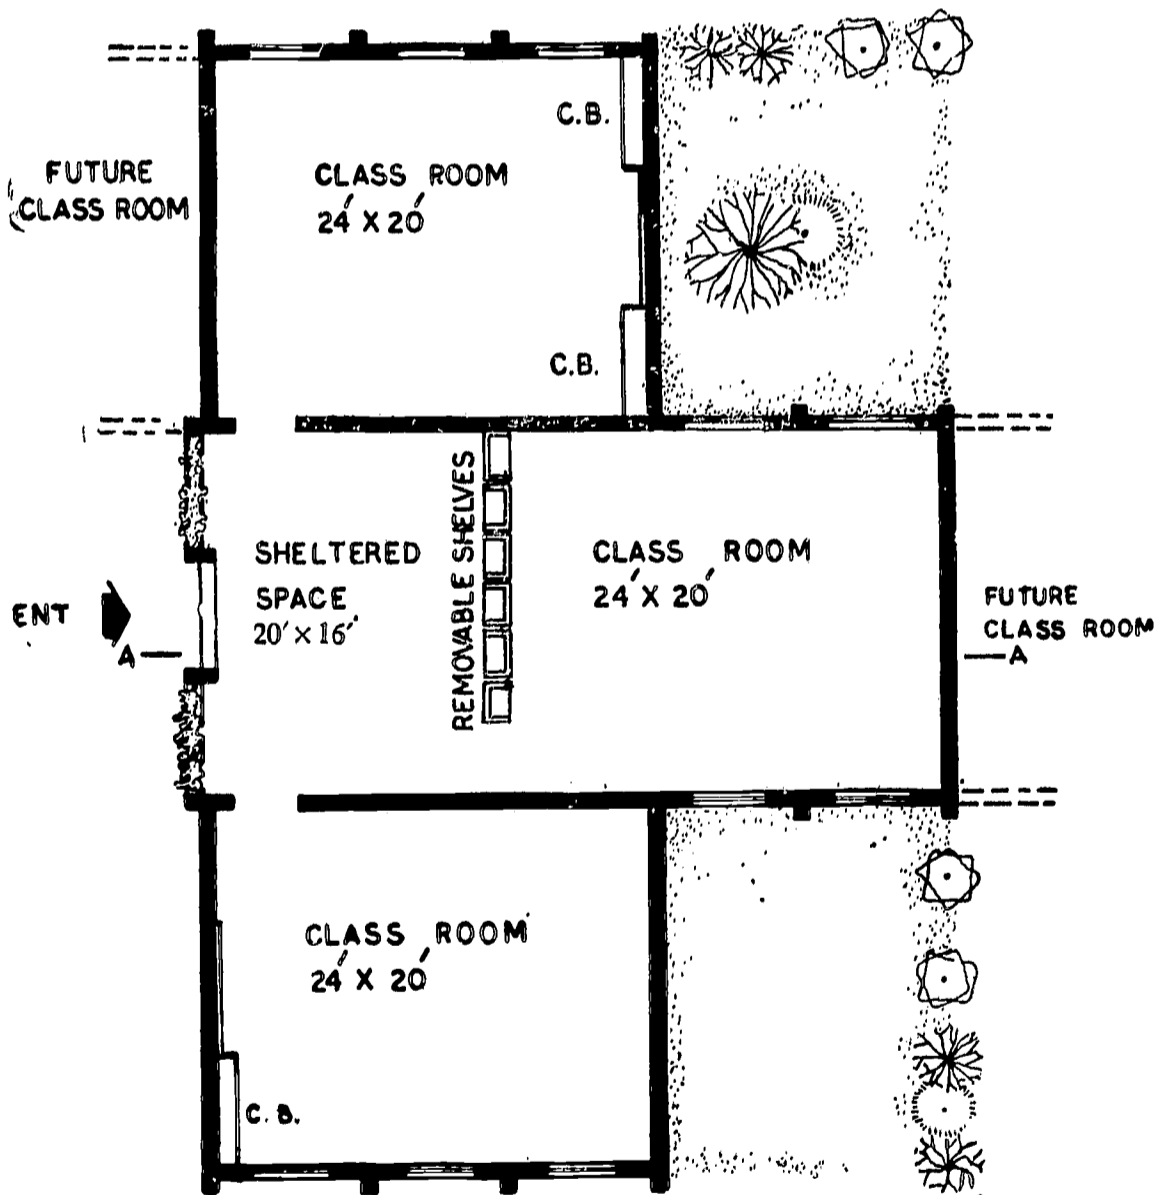 C.B.
FUTURE
CLASS ROOM
CLASS ROOM
24' X 20'
C.B.
REMOVABLE SHELVES
SHELTERED
SPACE
20' × 16'
CLASS ROOM
24' X 20'
ENT
A
FUTURE
CLASS ROOM
A
CLASS ROOM
24' X 20'
C.B.